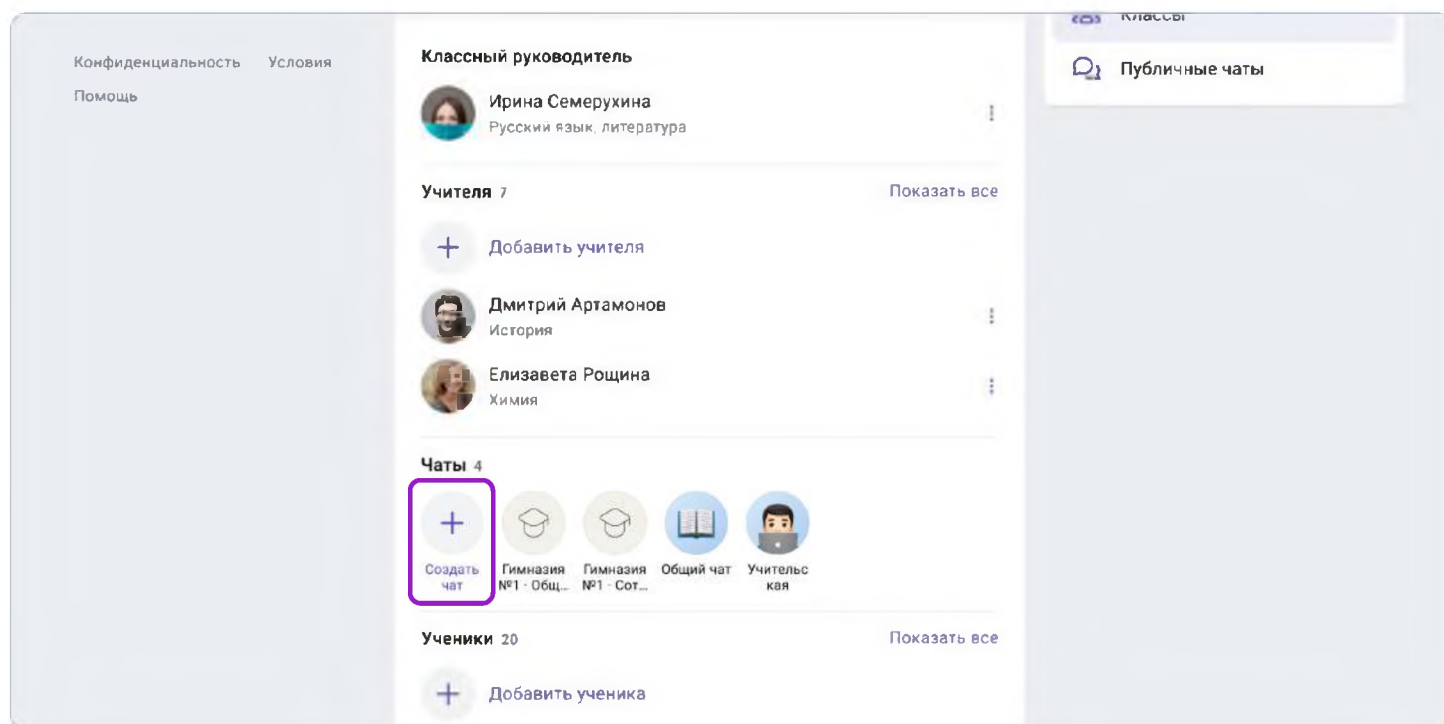 Конфиденциальность Условия
Помощь
Классный руководитель
Ирина Семерухина
Русский язык, литература
Учителя 7
Показать все
Добавить учителя
Дмитрий Артамонов
История
Елизавета Рощина
Химия
Чаты 4
Создать
чат
Гимназия
№1 - Общ...
Гимназия
№1 - Сот...
Общий чат
Учительс
кая
Ученики 20
Показать все
Добавить ученика
Классы
Публичные чаты